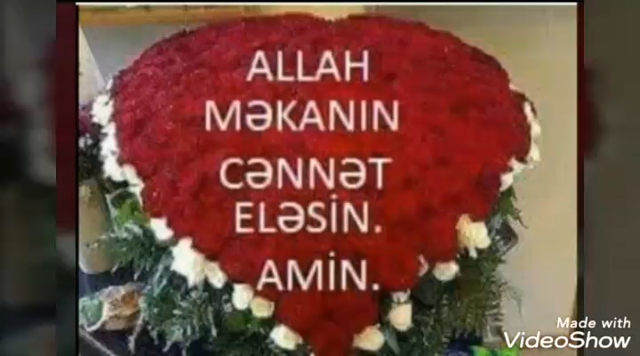 ALLAH
MƏKANIN
CƏNNƏT
ELƏSİN.
AMİN.
Made with
VideoShow